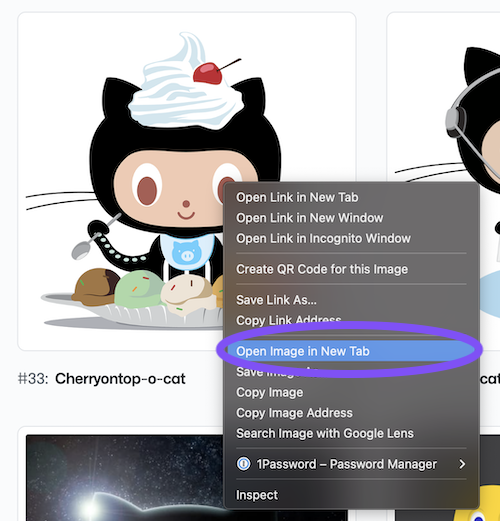 Open Link in New Tab
Open Link in New Window
Open Link in Incognito Window
Create QR Code for this Image
Save Link As...
Copy Link Address
Open Image in New Tab
Save Image As...
Copy Image
Copy Image Address
Search Image with Google Lens
1Password – Password Manager
Inspect
#33: Cherryontop-o-cat
cat